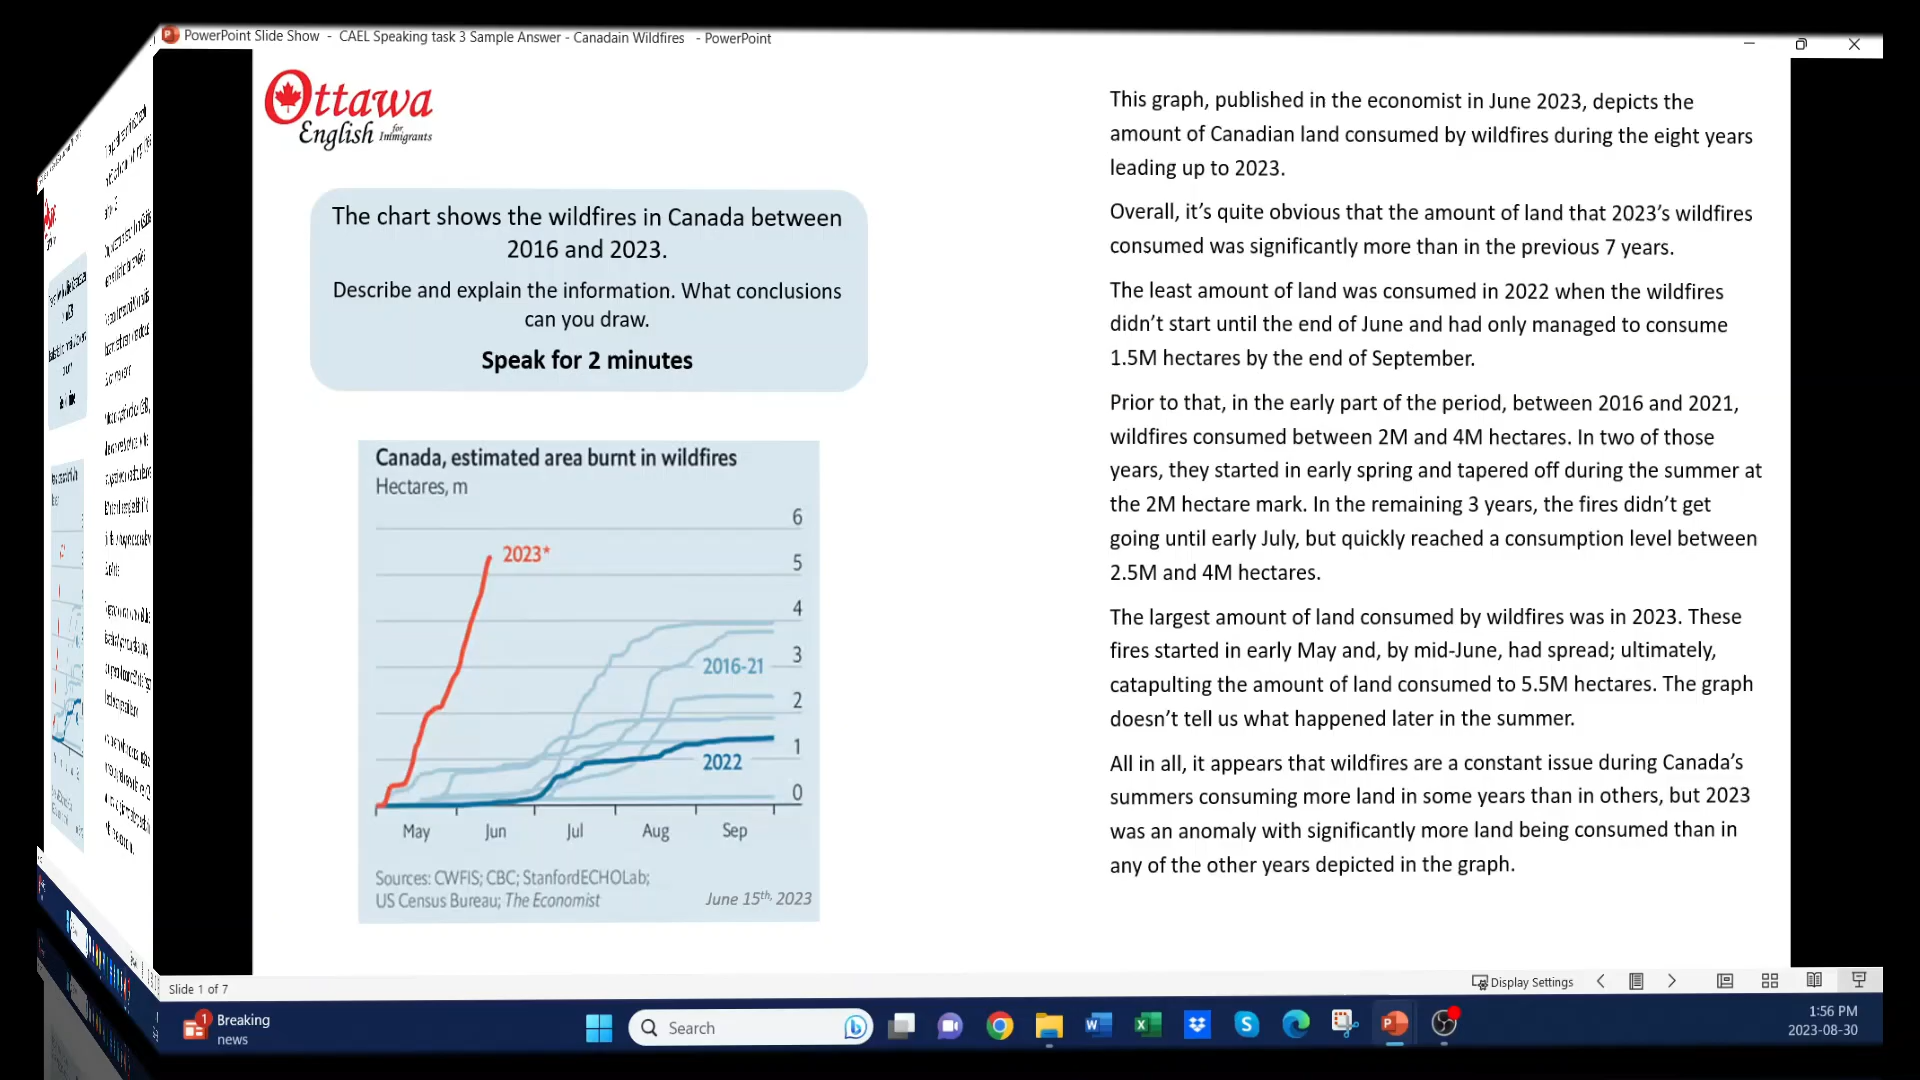 PowerPoint Slide Show - CAEL Speaking task 3 Sample Answer - Canadain Wildfires - PowerPoint
Ottawa
English for Immigrants
The chart shows the wildfires in Canada between
2016 and 2023.
Describe and explain the information. What conclusions
can you draw.
Speak for 2 minutes
Canada, estimated area burnt in wildfires
Hectares, m
6
2023*
5
4
2016-21
3
2
2022
1
0
May Jun Jul Aug Sep
Sources: CWFIS; CBC; StanfordECHOLab;
US Census Bureau; The Economist
June 15th, 2023
This graph, published in the economist in June 2023, depicts the
amount of Canadian land consumed by wildfires during the eight years
leading up to 2023.
Overall, it's quite obvious that the amount of land that 2023's wildfires
consumed was significantly more than in the previous 7 years.
The least amount of land was consumed in 2022 when the wildfires
didn't start until the end of June and had only managed to consume
1.5M hectares by the end of September.
Prior to that, in the early part of the period, between 2016 and 2021,
wildfires consumed between 2M and 4M hectares. In two of those
years, they started in early spring and tapered off during the summer at
the 2M hectare mark. In the remaining 3 years, the fires didn't get
going until early July, but quickly reached a consumption level between
2.5M and 4M hectares.
The largest amount of land consumed by wildfires was in 2023. These
fires started in early May and, by mid-June, had spread; ultimately,
catapulting the amount of land consumed to 5.5M hectares. The graph
doesn't tell us what happened later in the summer.
All in all, it appears that wildfires are a constant issue during Canada's
summers consuming more land in some years than in others, but 2023
was an anomaly with significantly more land being consumed than in
any of the other years depicted in the graph.
Slide 1 of 7
Display Settings
1
Breaking
news
Search
1:56 PM
2023-08-30